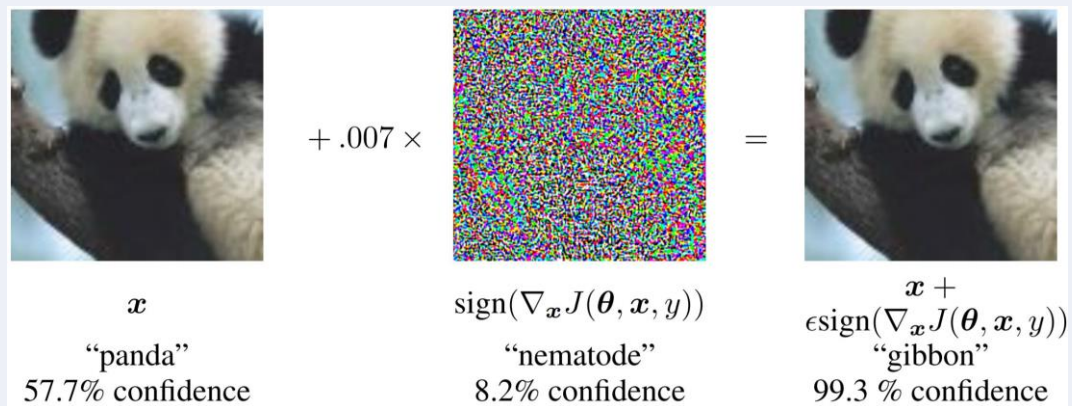 + .007 ×
=
x
sign(∇ₓJ(θ, x, y))
x +
ϵsign(∇ₓJ(θ, x, y))
“panda”
“nematode”
“gibbon”
57.7% confidence
8.2% confidence
99.3 % confidence